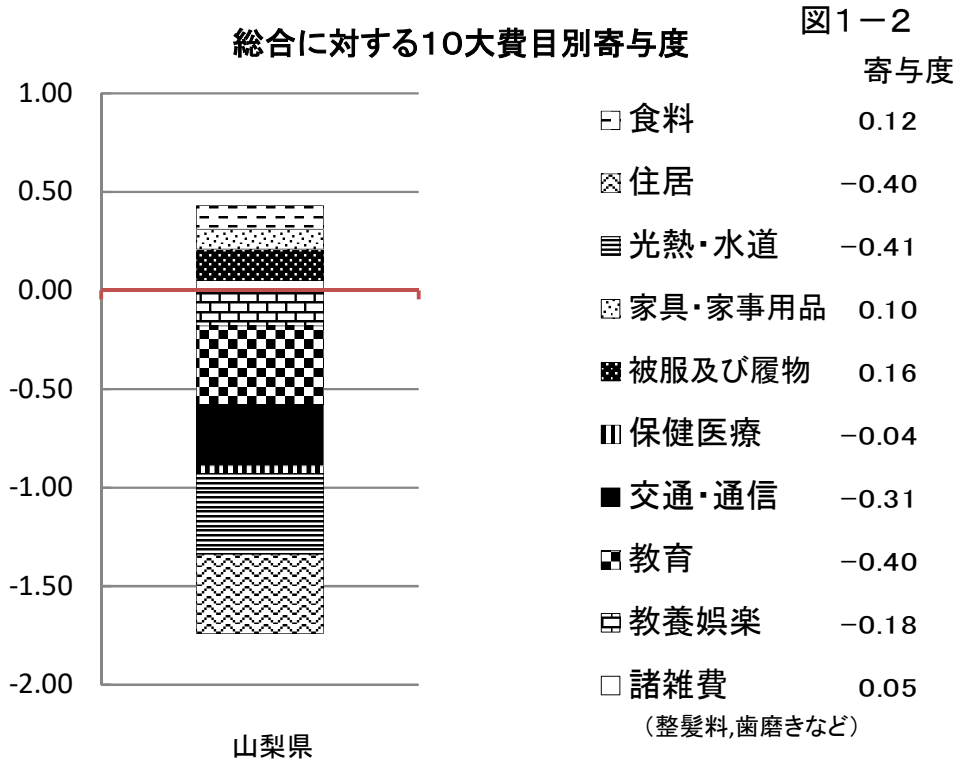 図1－2
総合に対する10大費目別寄与度
寄与度
1.00
0.50
0.00
-0.50
-1.00
-1.50
-2.00
山梨県
食料 0.12
住居 −0.40
光熱・水道 −0.41
家具・家事用品 0.10
被服及び履物 0.16
保健医療 −0.04
交通・通信 −0.31
教育 −0.40
教養娯楽 −0.18
諸雑費 0.05
（整髪料,歯磨きなど）